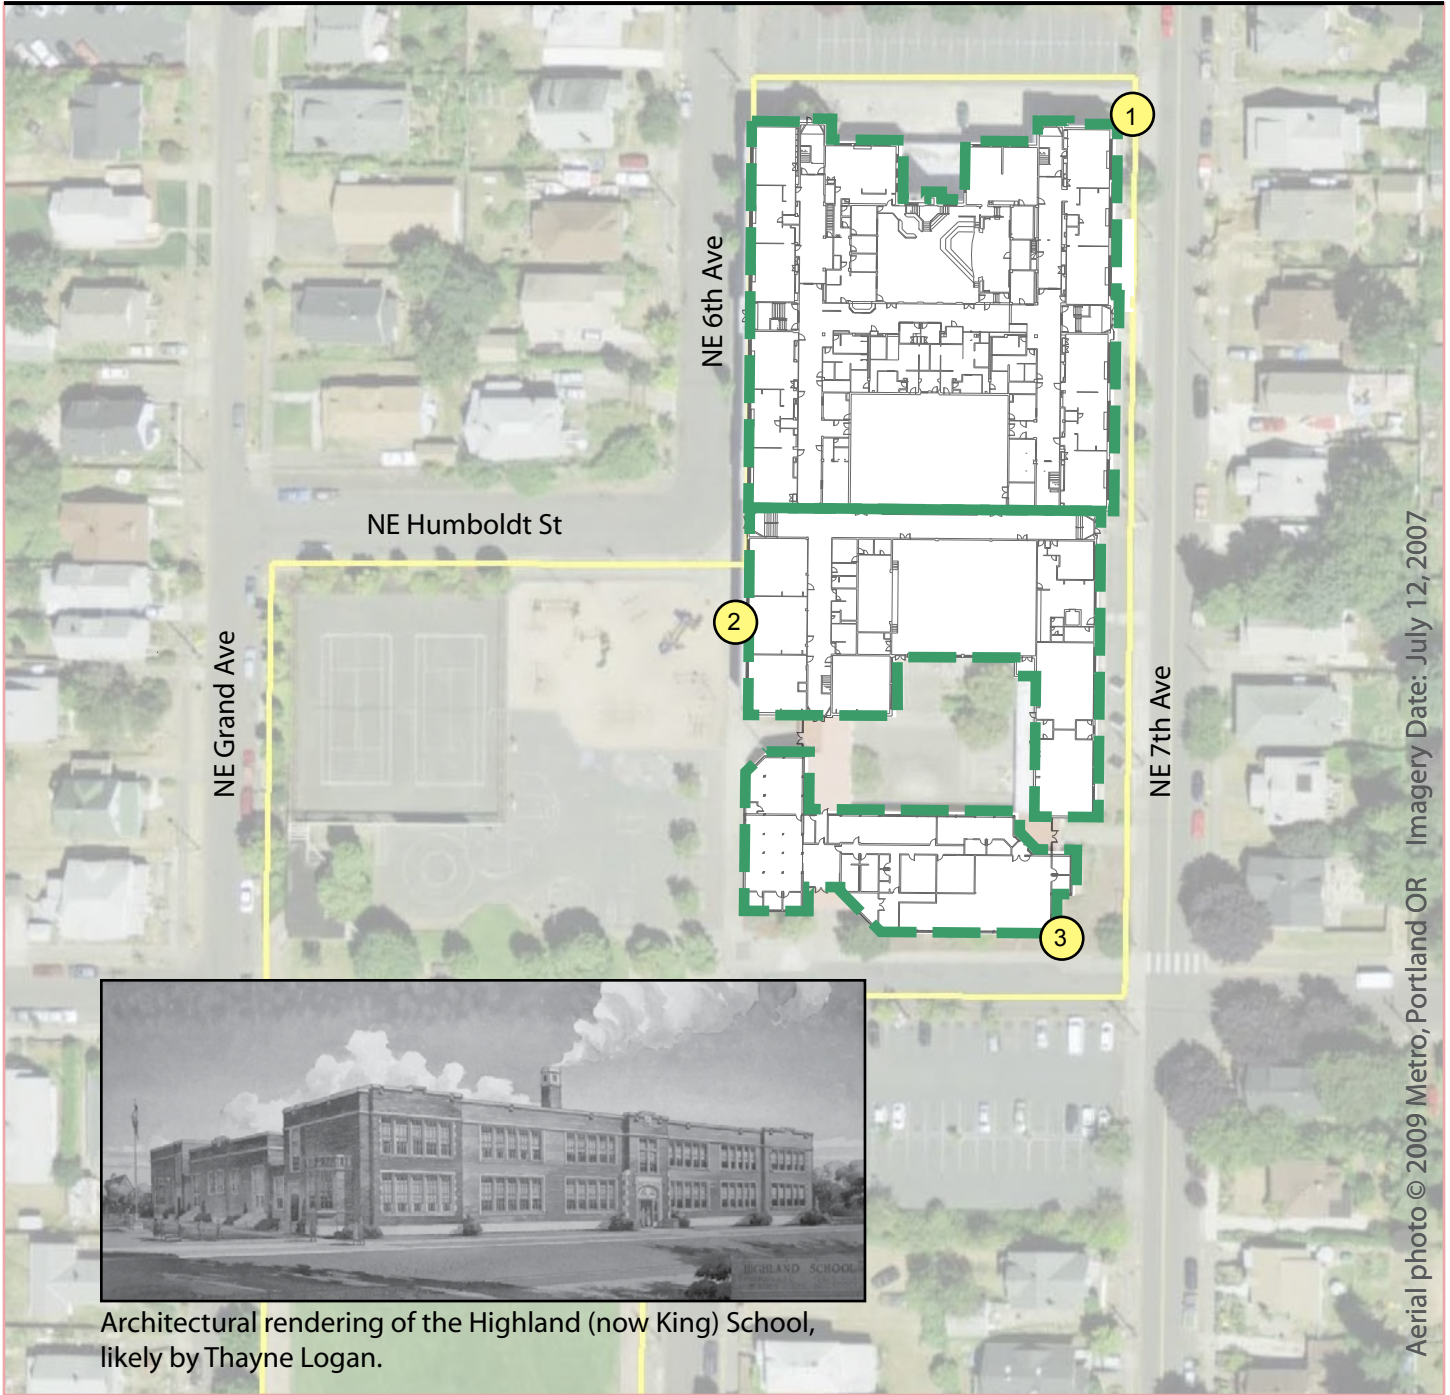 1
NE 6th Ave
NE Humboldt St
2
NE Grand Ave
NE 7th Ave
3
HIGHLAND SCHOOL
Architectural rendering of the Highland (now King) School,
likely by Thayne Logan.
Aerial photo © 2009 Metro, Portland OR Imagery Date: July 12, 2007